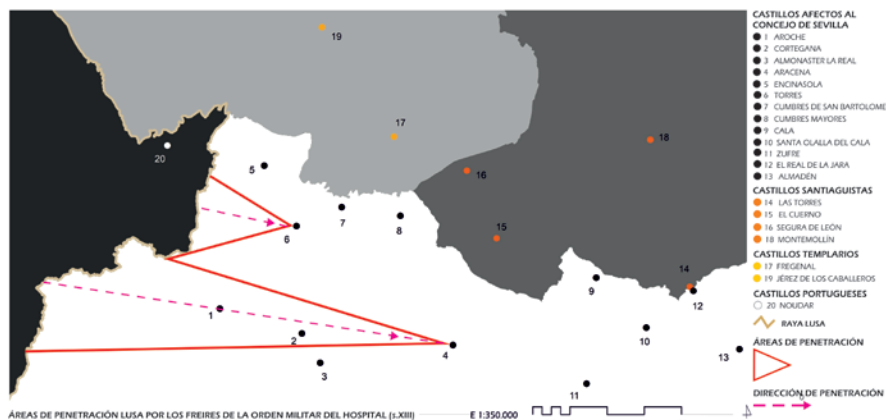 19
17
18
20
5
16
7
8
6
15
9
14
12
1
2
4
10
13
3
11
ÁREAS DE PENETRACIÓN LUSA POR LOS FREIRES DE LA ORDEN MILITAR DEL HOSPITAL (s.XIII)
E 1:350.000
CASTILLOS AFECTOS AL
CONCEJO DE SEVILLA
1 AROCHE
2 CORTEGANA
3 ALMONASTER LA REAL
4 ARACENA
5 ENCINASOLA
6 TORRES
7 CUMBRES DE SAN BARTOLOME
8 CUMBRES MAYORES
9 CALA
10 SANTA OLALLA DEL CALA
11 ZUFRE
12 EL REAL DE LA JARA
13 ALMADÉN
CASTILLOS SANTIAGUISTAS
14 LAS TORRES
15 EL CUERNO
16 SEGURA DE LEÓN
18 MONTEMOLLÍN
CASTILLOS TEMPLARIOS
17 FREGENAL
19 JÉREZ DE LOS CABALLEROS
CASTILLOS PORTUGUESES
20 NOUDAR
RAYA LUSA
ÁREAS DE PENETRACIÓN
DIRECCIÓN DE PENETRACIÓN
6